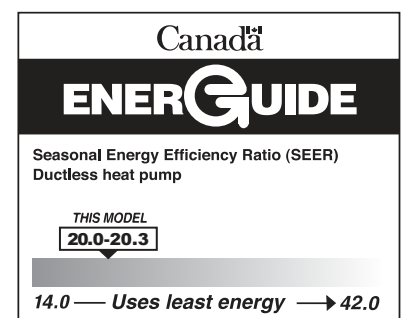 Canada
ENERGUIDE
Seasonal Energy Efficiency Ratio (SEER)
Ductless heat pump
THIS MODEL
20.0-20.3
14.0 — Uses least energy → 42.0